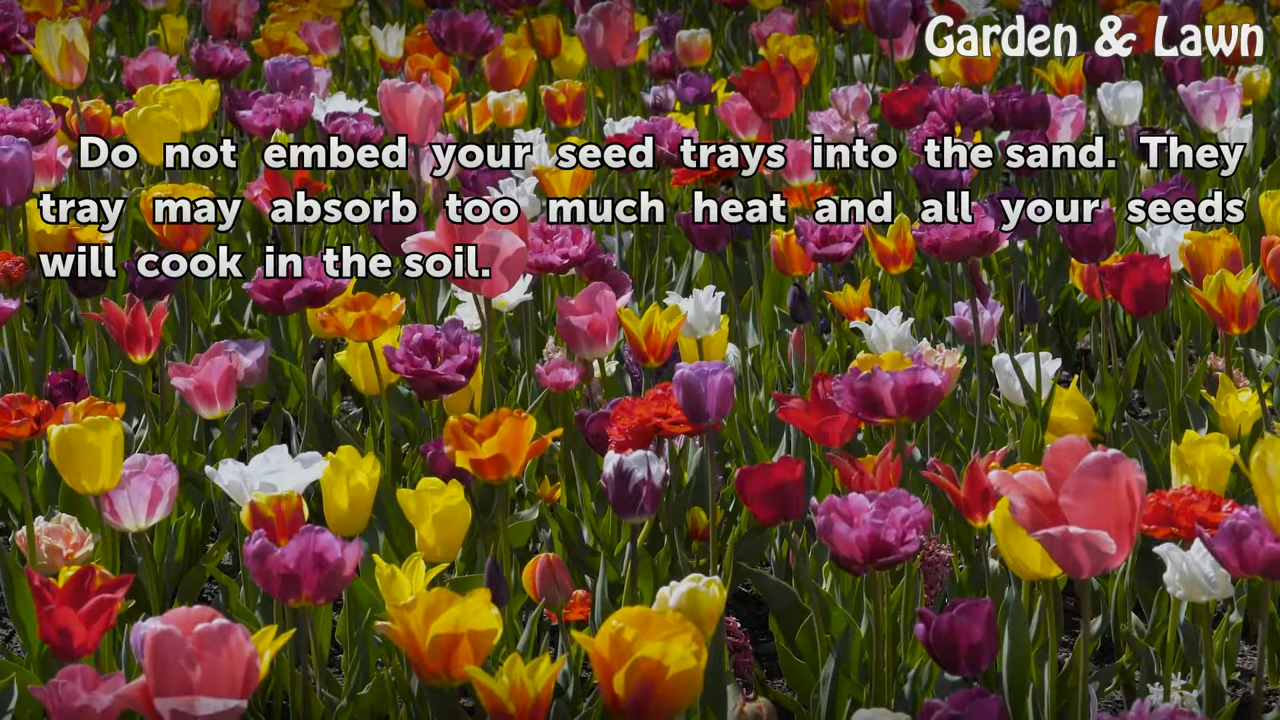 Garden & Lawn
Do not embed your seed trays into the sand. They
tray may absorb too much heat and all your seeds
will cook in the soil.